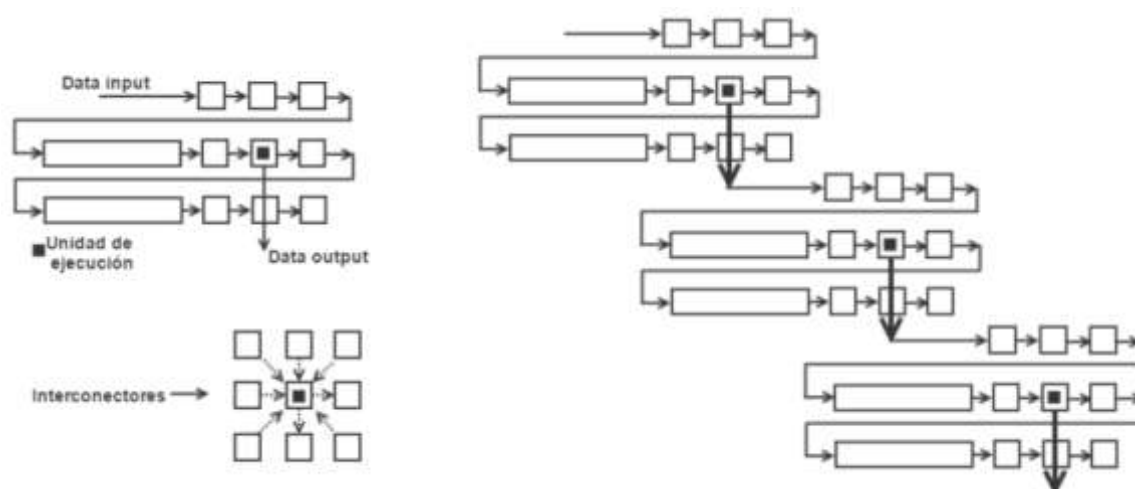 Data input
Unidad de
ejecución
Data output
Interconectores